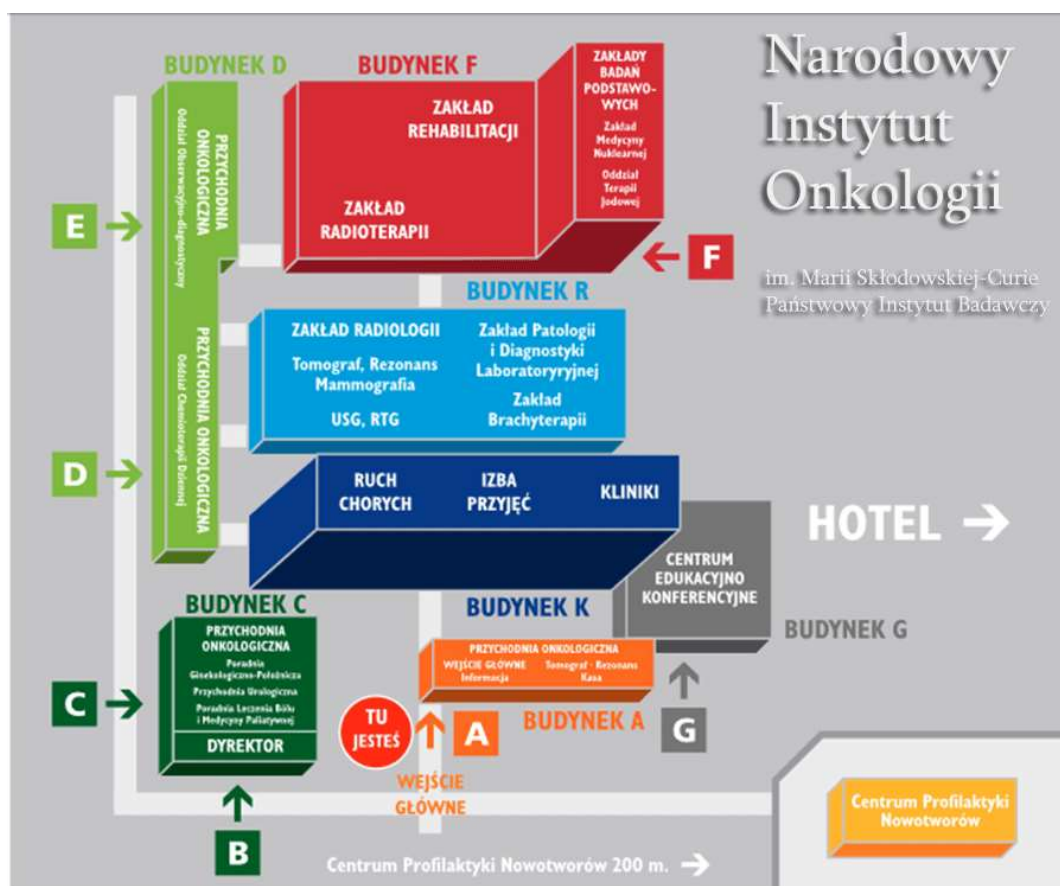 Narodowy
Instytut
Onkologii
im. Marii Skłodowskiej-Curie
Państwowy Instytut Badawczy
BUDYNEK D
PRZYCHODNIA
ONKOLOGICZNA
Oddział Obserwacyjno-diagnostyczny
PRZYCHODNIA ONKOLOGICZNA
Oddział Chemioterapii Dziennej
E
D
BUDYNEK F
ZAKŁAD
REHABILITACJI
ZAKŁAD
RADIOTERAPII
ZAKŁADY
BADAŃ
PODSTAWO-
WYCH
Zakład
Medycyny
Nuklearnej
Oddział
Terapii
Jodowej
F
BUDYNEK R
ZAKŁAD RADIOLOGII
Tomograf, Rezonans
Mammografia
USG, RTG
Zakład Patologii
i Diagnostyki
Laboratoryryjnej
Zakład
Brachyterapii
RUCH
CHORYCH
IZBA
PRZYJĘĆ
KLINIKI
BUDYNEK K
HOTEL →
CENTRUM
EDUKACYJNO
KONFERENCYJNE
BUDYNEK G
G
BUDYNEK C
PRZYCHODNIA
ONKOLOGICZNA
Poradnia
Ginekologiczno-Położnicza
Przychodnia Urologiczna
Poradnia Leczenia Bólu
i Medycyny Paliatywnej
DYREKTOR
C
B
PRZYCHODNIA ONKOLOGICZNA
WEJŚCIE GŁÓWNE
Informacja
Tomograf - Rezonans
Kasa
BUDYNEK A
A
TU
JESTEŚ
WEJŚCIE
GŁÓWNE
Centrum Profilaktyki
Nowotworów
Centrum Profilaktyki Nowotworów 200 m. →